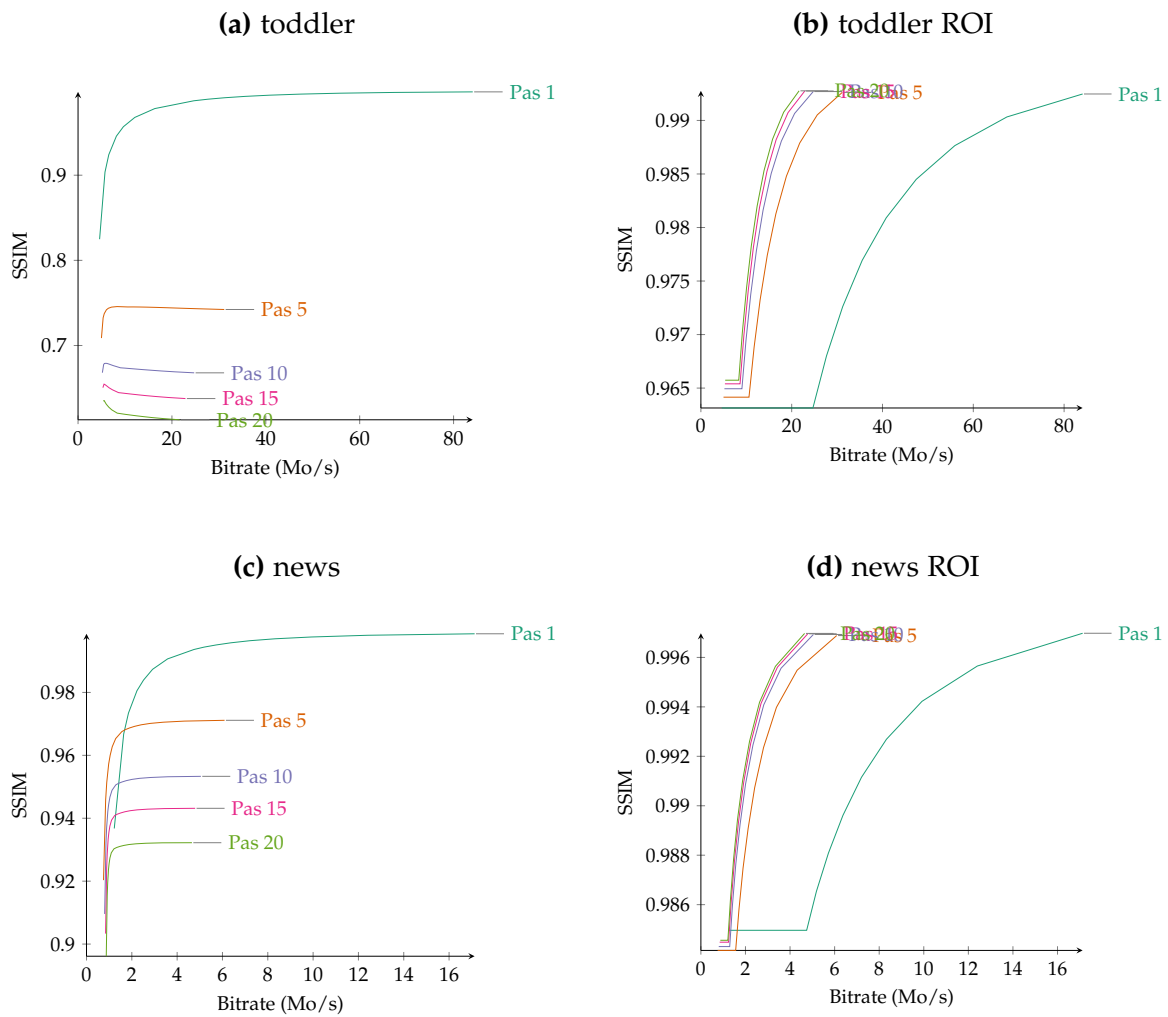 (a) toddler
SSIM
0.9
0.8
0.7
0 20 40 60 80
Bitrate (Mo/s)
Pas 1
Pas 5
Pas 10
Pas 15
Pas 20
(b) toddler ROI
SSIM
0.99
0.985
0.98
0.975
0.97
0.965
0 20 40 60 80
Bitrate (Mo/s)
Pas 5
Pas 1
(c) news
SSIM
0.98
0.96
0.94
0.92
0.9
0 2 4 6 8 10 12 14 16
Bitrate (Mo/s)
Pas 1
Pas 5
Pas 10
Pas 15
Pas 20
(d) news ROI
SSIM
0.996
0.994
0.992
0.99
0.988
0.986
0 2 4 6 8 10 12 14 16
Bitrate (Mo/s)
Pas 5
Pas 1